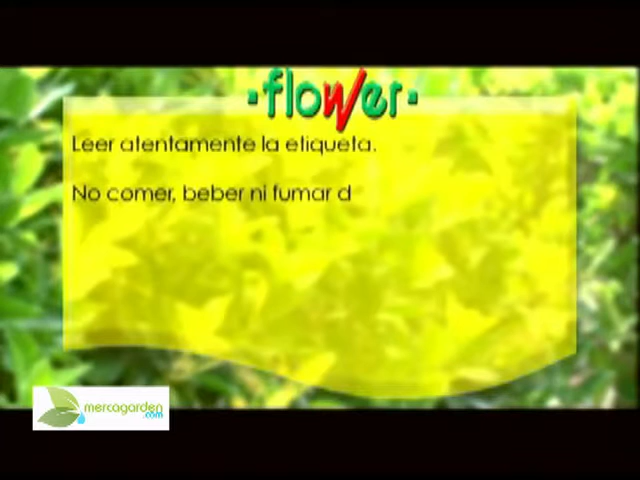 ·flower·
Leer atentamente la etiqueta.
No comer, beber ni fumar d
mercagarden
.com